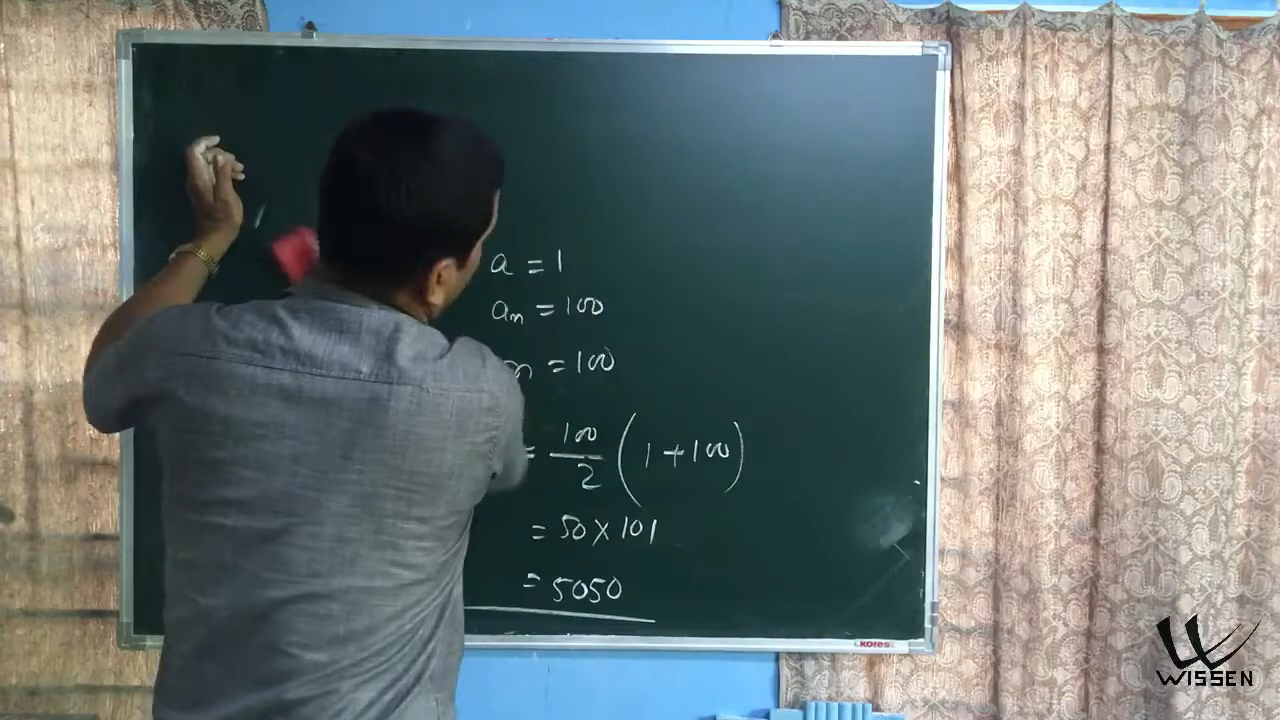 a = 1
aₙ = 100
n = 100
= 100/2 (1 + 100)
= 50 × 101
= 5050
kores
WISSEN